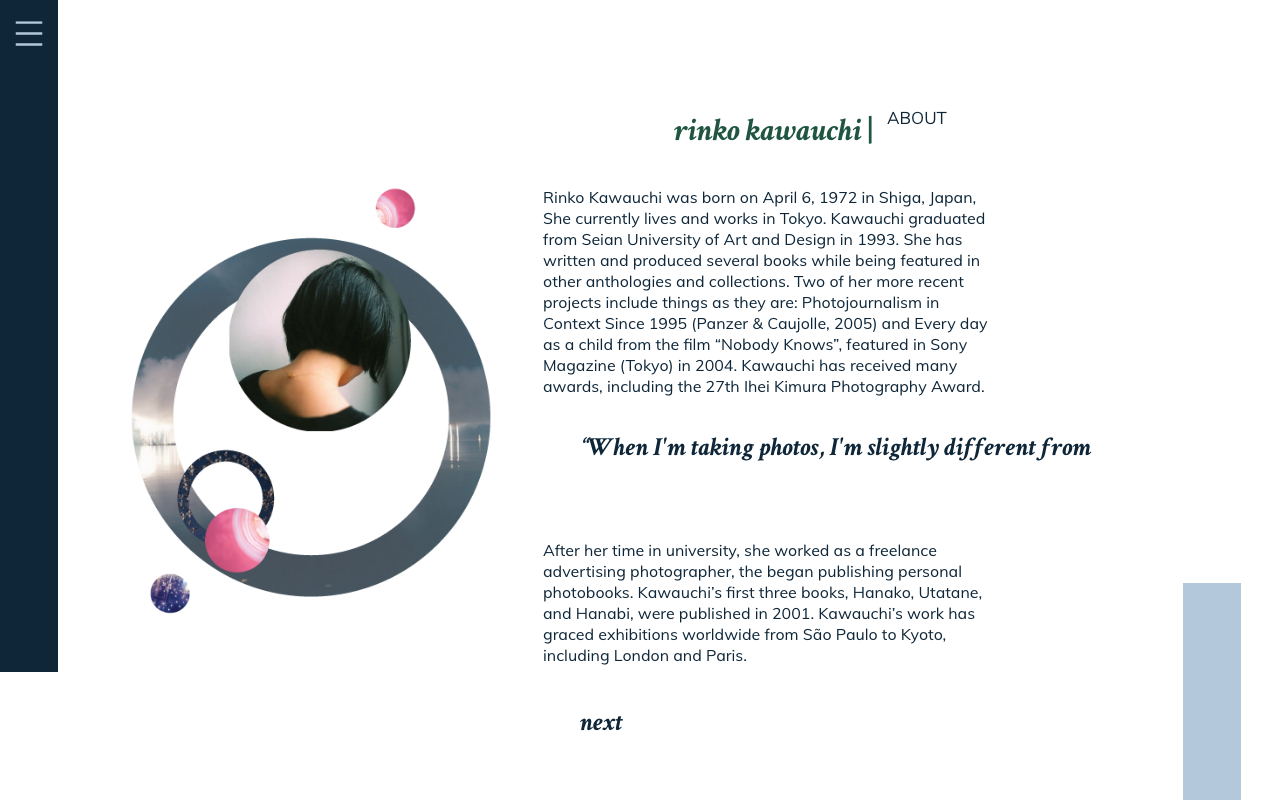 rinko kawauchi | ABOUT
Rinko Kawauchi was born on April 6, 1972 in Shiga, Japan,
She currently lives and works in Tokyo. Kawauchi graduated
from Seian University of Art and Design in 1993. She has
written and produced several books while being featured in
other anthologies and collections. Two of her more recent
projects include things as they are: Photojournalism in
Context Since 1995 (Panzer & Caujolle, 2005) and Every day
as a child from the film “Nobody Knows”, featured in Sony
Magazine (Tokyo) in 2004. Kawauchi has received many
awards, including the 27th Ihei Kimura Photography Award.
“When I'm taking photos, I'm slightly different from
After her time in university, she worked as a freelance
advertising photographer, the began publishing personal
photobooks. Kawauchi’s first three books, Hanako, Utatane,
and Hanabi, were published in 2001. Kawauchi’s work has
graced exhibitions worldwide from São Paulo to Kyoto,
including London and Paris.
next